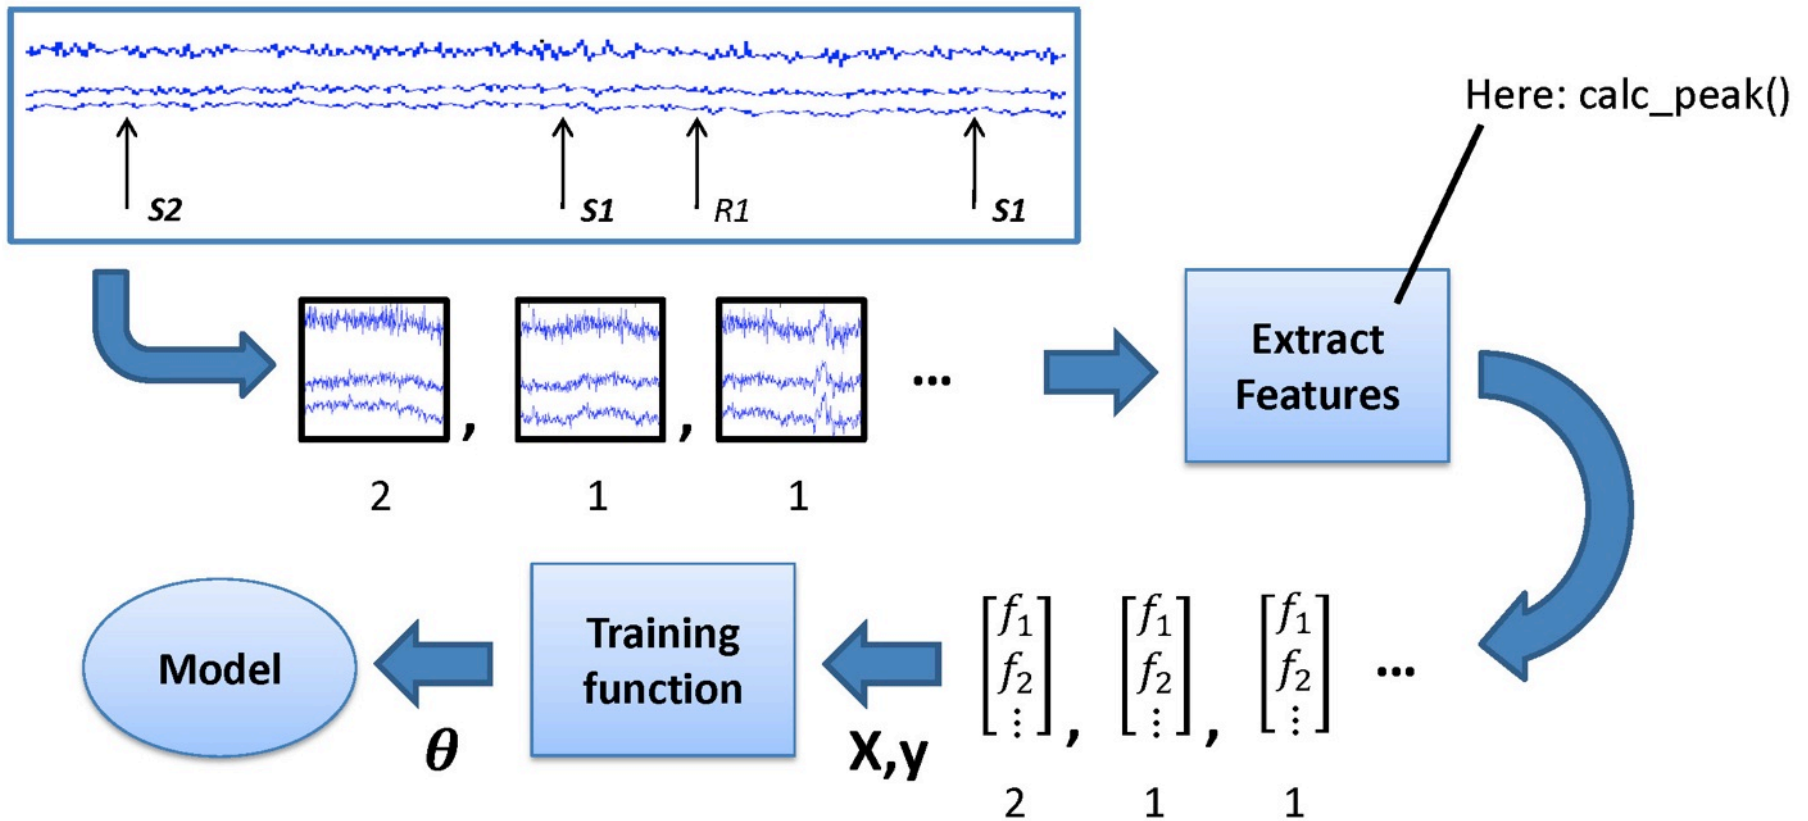 S2 S1 R1 S1
Here: calc_peak()
, , ...
2 1 1
Extract
Features
[f₁ f₂ ⋮] , [f₁ f₂ ⋮] , [f₁ f₂ ⋮] ...
2 1 1
X,y
Training
function
θ
Model